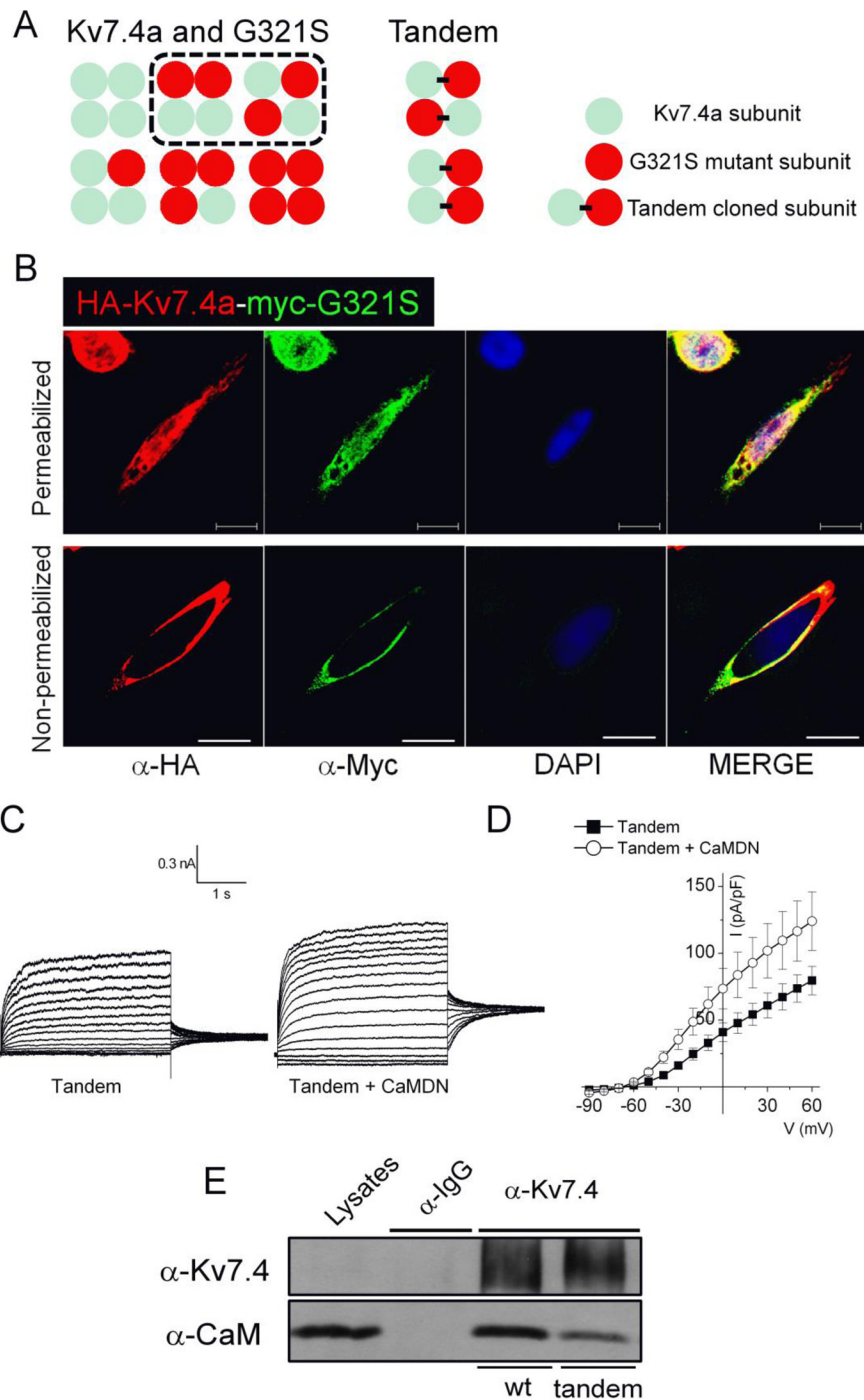 A
Kv7.4a and G321S
Tandem
Kv7.4a subunit
G321S mutant subunit
Tandem cloned subunit
B
HA-Kv7.4a-myc-G321S
Permeabilized
Non-permeabilized
α-HA
α-Myc
DAPI
MERGE
C
0.3 nA
1 s
Tandem
Tandem + CaMDN
D
Tandem
Tandem + CaMDN
I (pA/pF)
150
100
50
-90
-60
-30
30
60
V (mV)
E
Lysates
α-IgG
α-Kv7.4
α-Kv7.4
α-CaM
wt
tandem